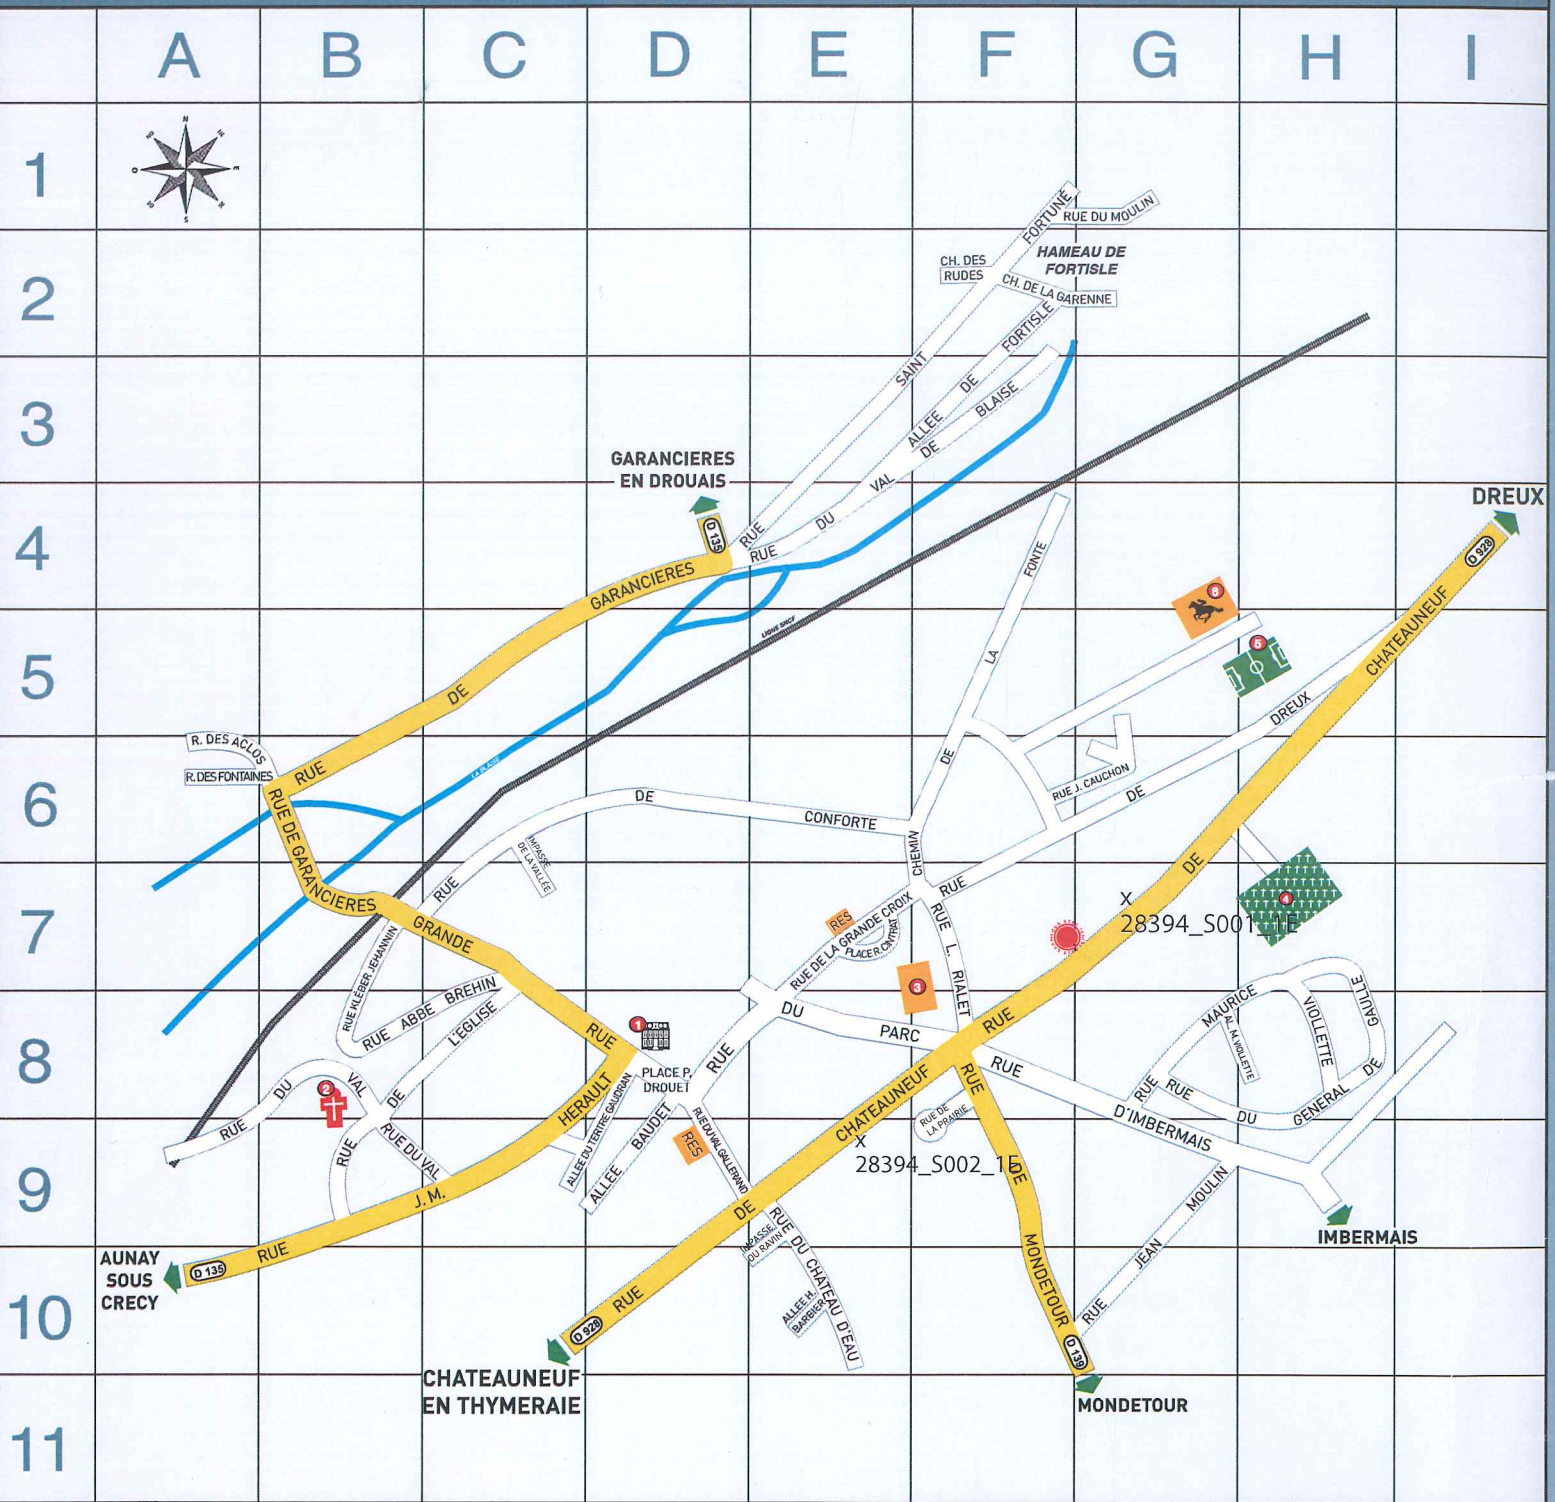 A B C D E F G H I
1
N
S
E
FORTUNÉ
RUE DU MOULIN
2
CH. DES
RUDES
HAMEAU DE
FORTISLE
CH. DE LA GARENNE
FORTISLE
3
SAINT
ALLEE DE
BLAISE
DE
GARANCIERES
EN DROUAIS
VAL
DREUX
4
D 135
RUE
RUE DU
FONTE
D 928
GARANCIERES
6
CHATEAUNEUF
LIGNE SNCF
5
LA
5
DE
DREUX
R. DES ACLOS
R. DES FONTAINES
RUE
LA BLAISE
DE
RUE J. CAUCHON
DE
6
RUE DE GARANCIERES
DE
CONFORTE
IMPASSE
DE LA VALLEE
CHEMIN
RUE
RUE
DE
4
X
28394_S001_1E
7
GRANDE
RES
RUE DE LA GRANDE CROIX
PLACE R. CINTRAT
RUE L. RIALET
3
RUE KLÉBER JEHANNIN
RUE ABBE BREHIN
L'EGLISE
RUE
1
DU
PARC
RUE
MAURICE
AL. M. VIOLLETTE
VIOLLETTE
GAULLE
8
PLACE P.
DROUET
RUE
RUE
RUE
DE
RUE DU VAL
2
DE
HERAULT
ALLEE DU TERTRE GAUDRAN
ALLEE BAUDET
RUE DU VAL GALLERAND
CHATEAUNEUF
RUE DE
LA PRAIRIE
RUE
RUE DU GENERAL
D'IMBERMAIS
RES
RUE
RUE DU VAL
X
28394_S002_1E
DE
9
J. M.
DE
MOULIN
IMPASSE
DU RAVIN
RUE DU CHATEAU D'EAU
IMBERMAIS
AUNAY
SOUS
CRECY
RUE
D 135
JEAN
MONDETOUR
10
RUE
ALLEE H.
BARBIER
RUE
D 928
D 139
CHATEAUNEUF
EN THYMERAIE
MONDETOUR
11